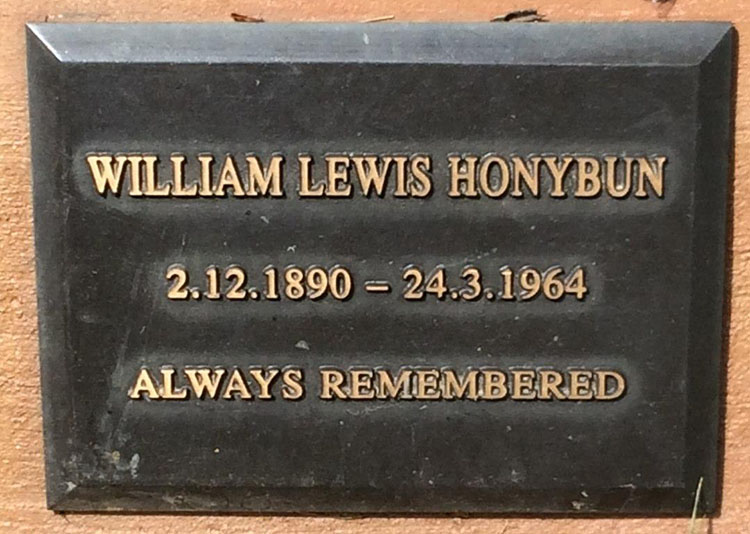 WILLIAM LEWIS HONYBUN
2.12.1890 – 24.3.1964
ALWAYS REMEMBERED